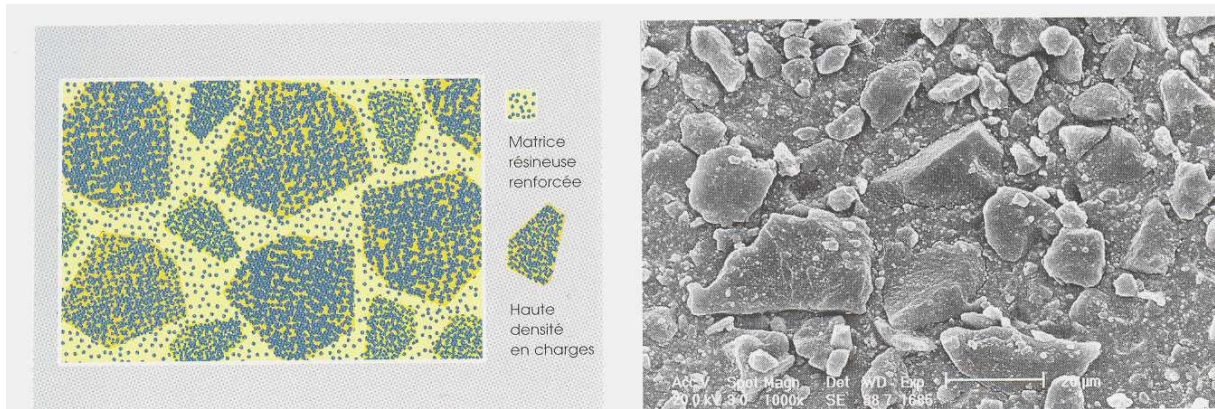 Matrice
résineuse
renforcée
Haute
densité
en charges
Acc.V Spot Magn Det WD Exp 20 µm
20.0 kV 3.0 1000x SE 38.7 1685